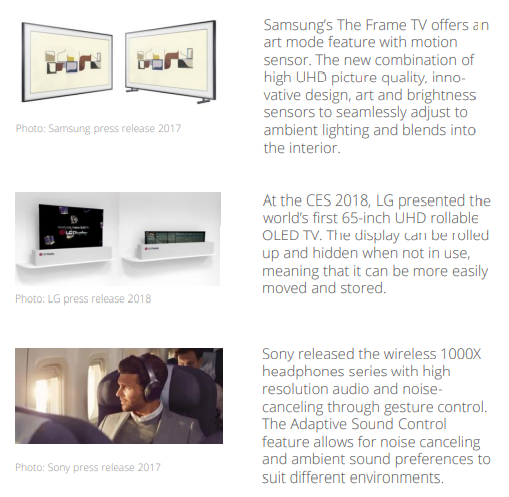 Samsung's The Frame TV offers an
art mode feature with motion
sensor. The new combination of
high UHD picture quality, inno-
vative design, art and brightness
sensors to seamlessly adjust to
ambient lighting and blends into
the interior.
Photo: Samsung press release 2017
At the CES 2018, LG presented the
world's first 65-inch UHD rollable
OLED TV. The display can be rolled
up and hidden when not in use,
meaning that it can be more easily
moved and stored.
Photo: LG press release 2018
Sony released the wireless 1000X
headphones series with high
resolution audio and noise-
canceling through gesture control.
The Adaptive Sound Control
feature allows for noise canceling
and ambient sound preferences to
suit different environments.
Photo: Sony press release 2017